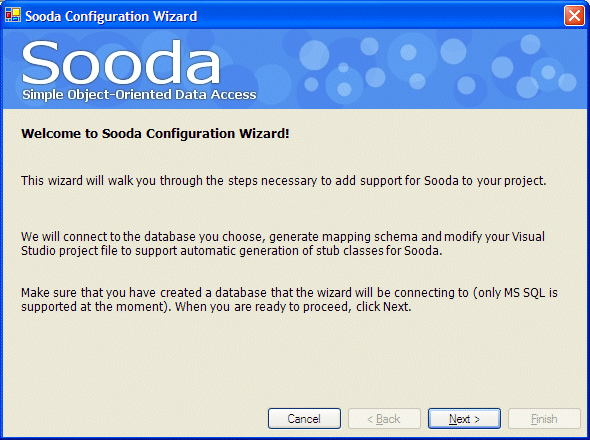 Sooda Configuration Wizard
Sooda
Simple Object-Oriented Data Access
Welcome to Sooda Configuration Wizard!
This wizard will walk you through the steps necessary to add support for Sooda to your project.
We will connect to the database you choose, generate mapping schema and modify your Visual
Studio project file to support automatic generation of stub classes for Sooda.
Make sure that you have created a database that the wizard will be connecting to (only MS SQL is
supported at the moment). When you are ready to proceed, click Next.
Cancel < Back Next > Finish